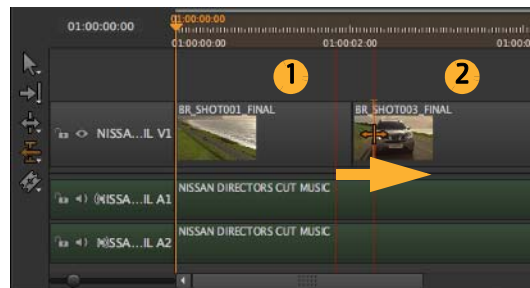 01:00:00:00
01:00:00:00
01:00:00:00 01:00:02:00 01:00:0
1 2
BR_SHOT001_FINAL BR_SHOT003_FINAL
NISSA...IL V1
NISSAN DIRECTORS CUT MUSIC
(NISSA...IL A1
NISSAN DIRECTORS CUT MUSIC
NISSA...IL A2